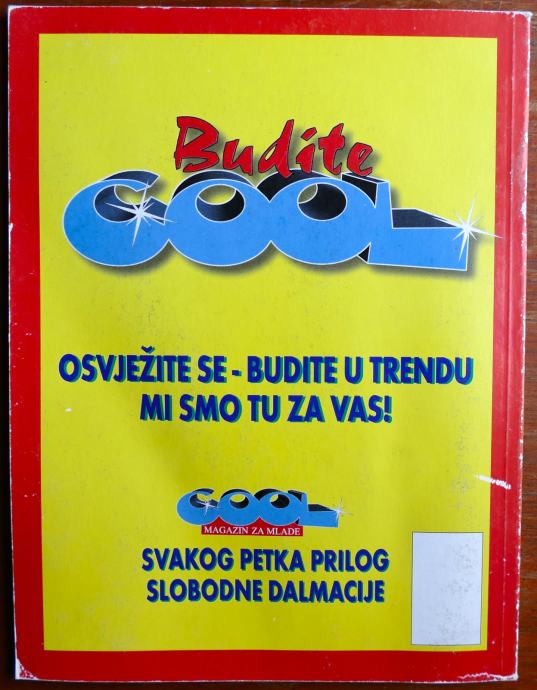 Budite
COOL
OSVJEŽITE SE - BUDITE U TRENDU
MI SMO TU ZA VAS!
COOL
MAGAZIN ZA MLADE
SVAKOG PETKA PRILOG
SLOBODNE DALMACIJE